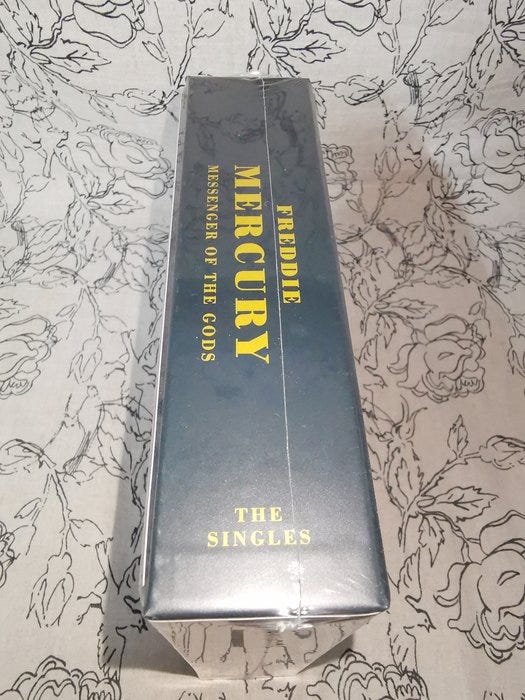 FREDDIE
MERCURY
MESSENGER OF THE GODS
THE
SINGLES